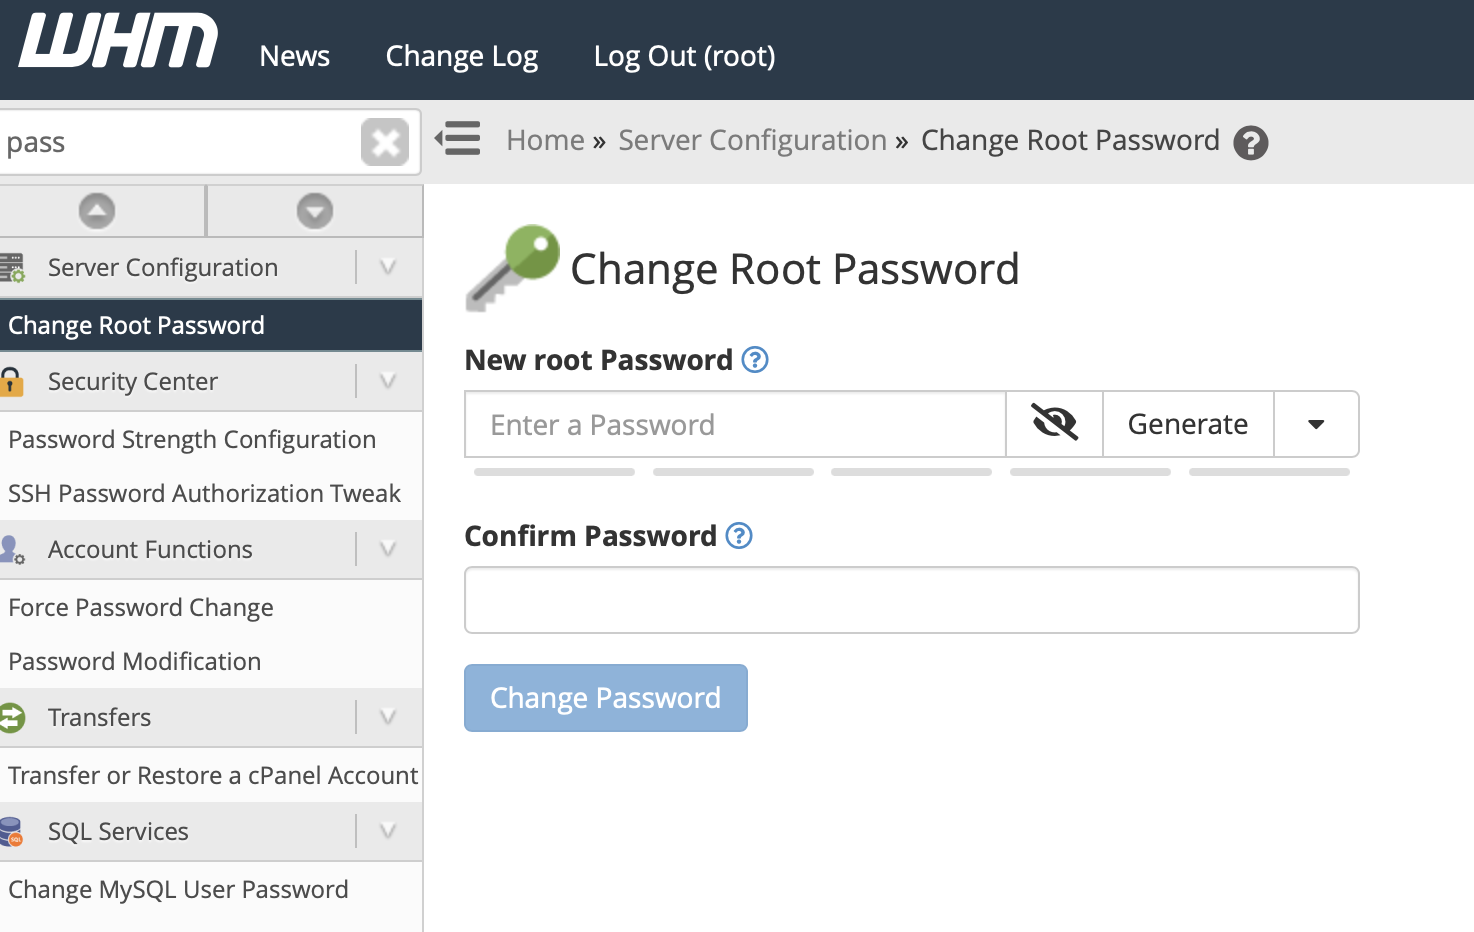 WHM News Change Log Log Out (root)
pass
Home » Server Configuration » Change Root Password ?
Server Configuration
Change Root Password
Security Center
Password Strength Configuration
SSH Password Authorization Tweak
Account Functions
Force Password Change
Password Modification
Transfers
Transfer or Restore a cPanel Account
SQL Services
Change MySQL User Password
Change Root Password
New root Password ?
Enter a Password Generate
Confirm Password ?
Change Password